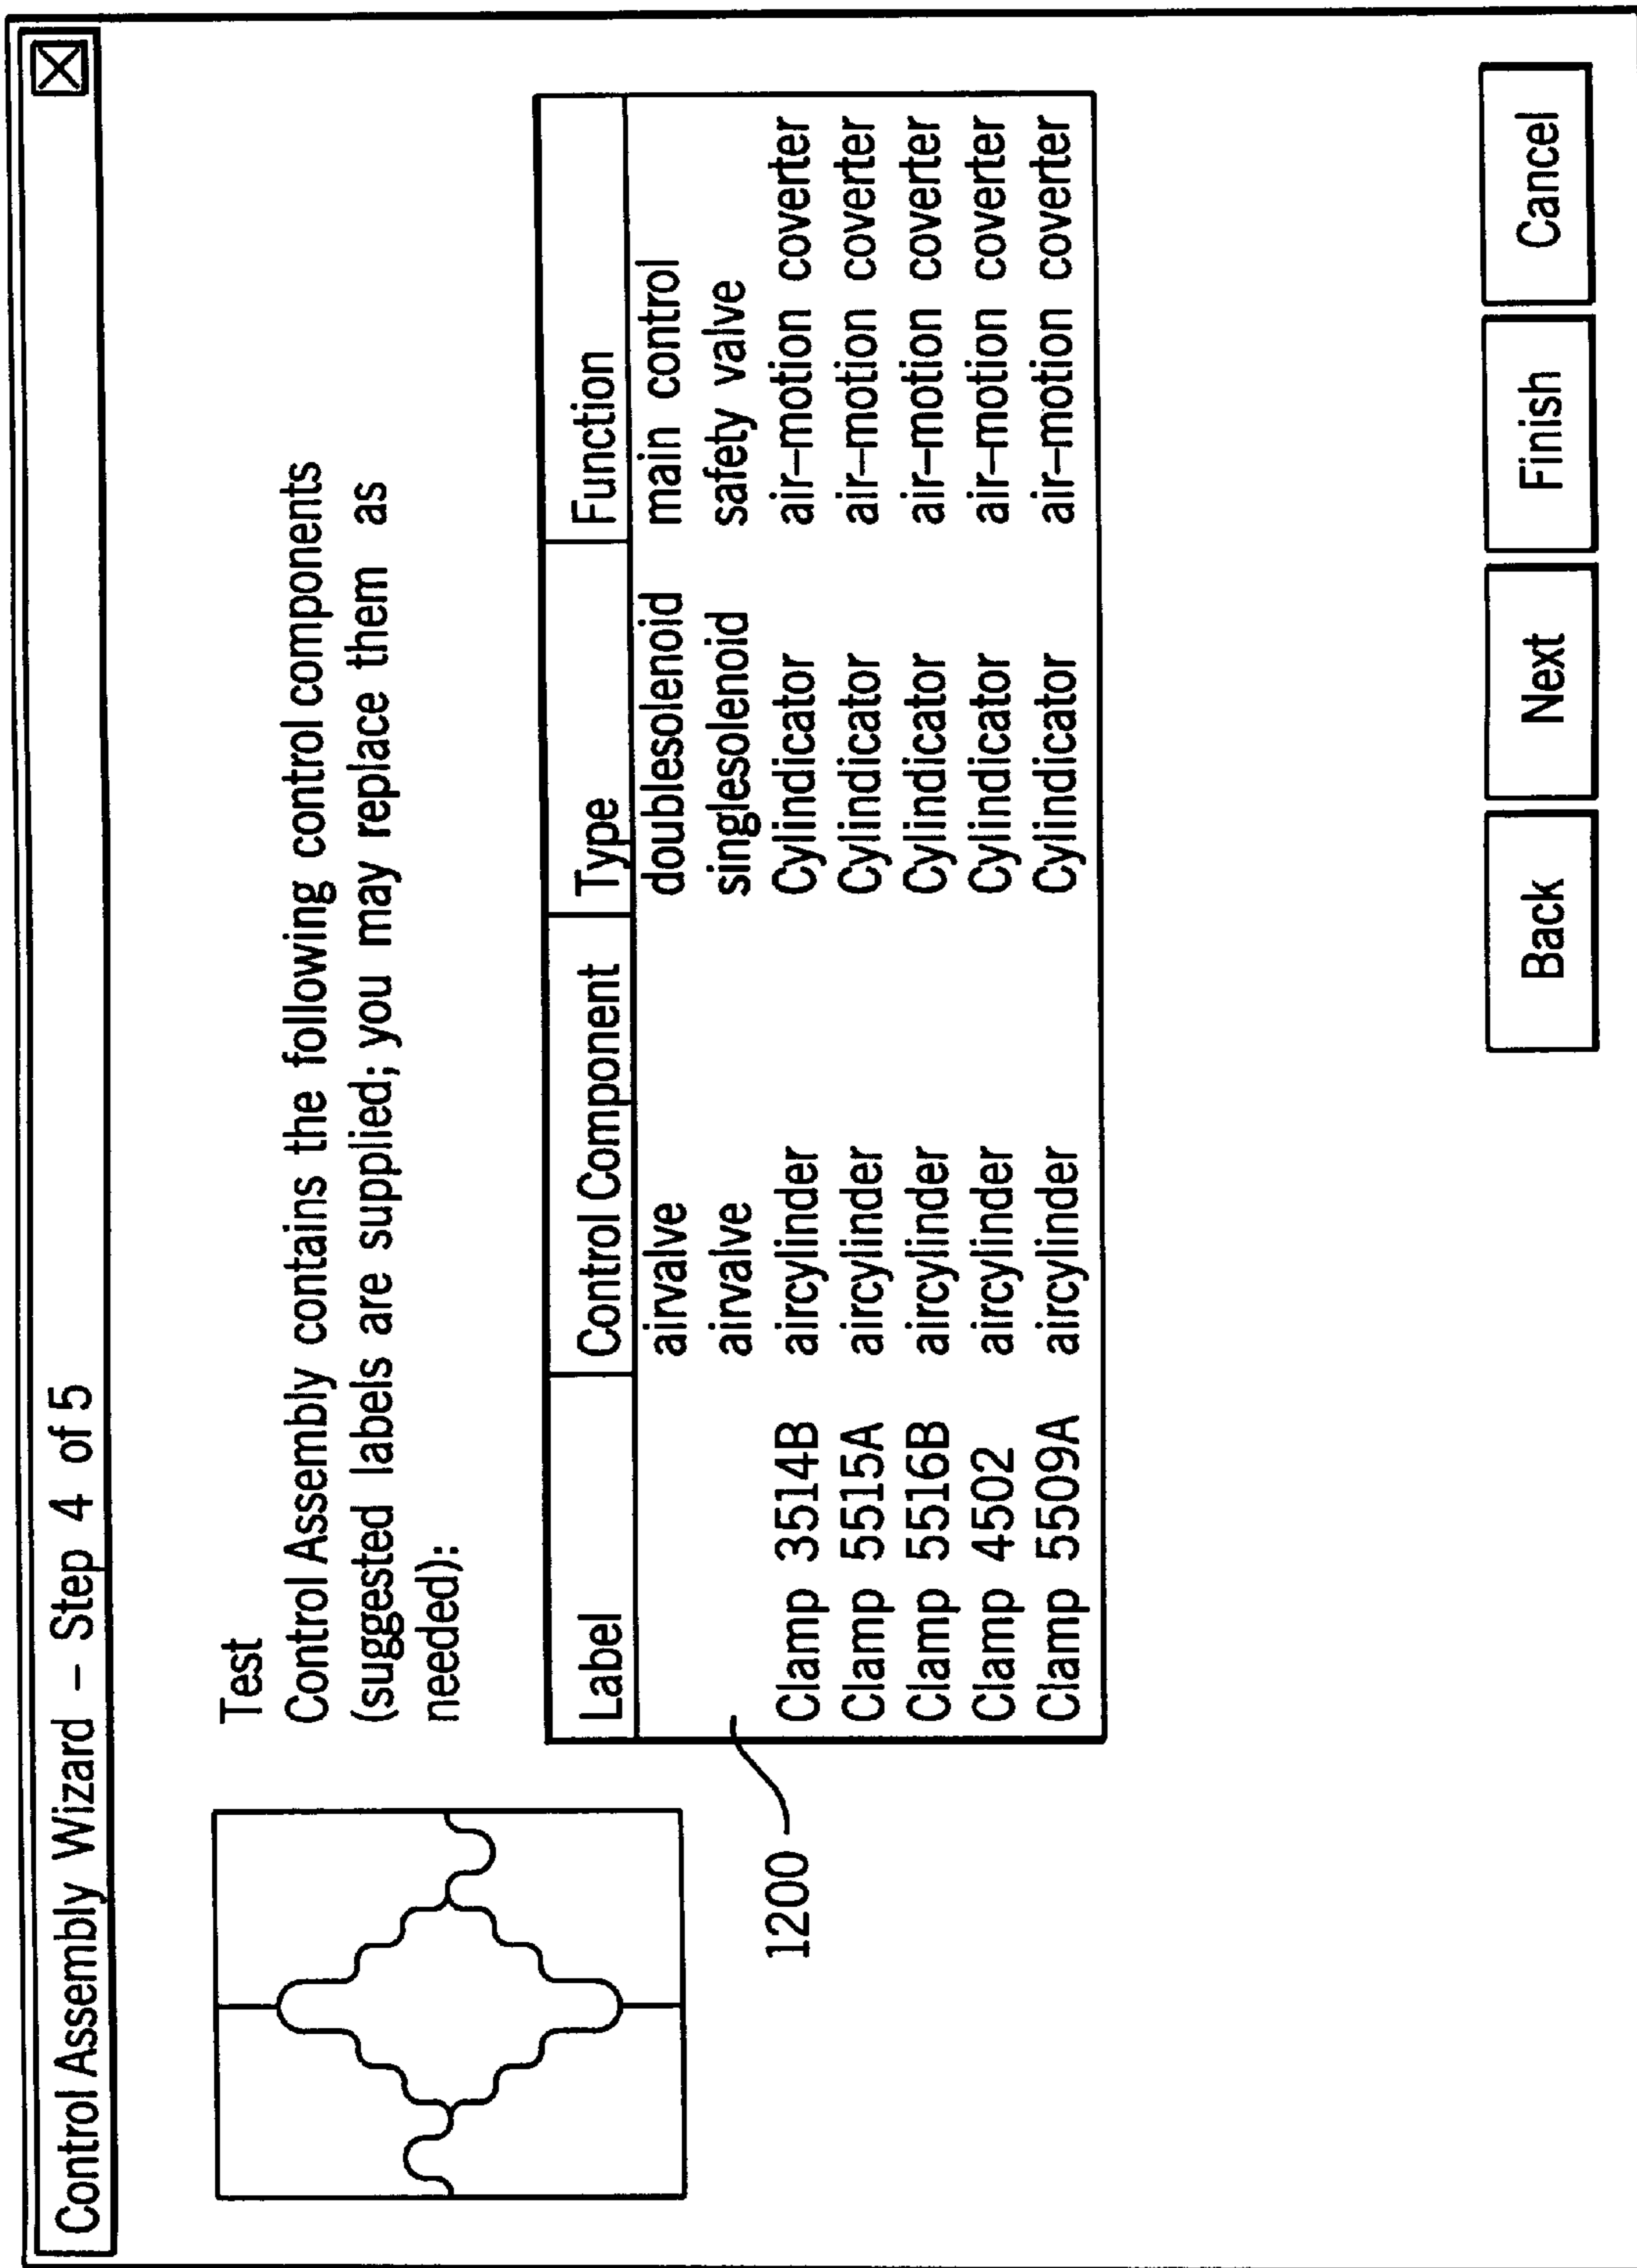 Control Assembly Wizard – Step 4 of 5
Test
Control Assembly contains the following control components
(suggested labels are supplied; you may replace them as
needed):
Label Control Component Type Function
airvalve doublesolenoid main control
airvalve singlesolenoid safety valve
Clamp 3514B aircylinder Cylindicator air–motion coverter
Clamp 5515A aircylinder Cylindicator air–motion coverter
Clamp 5516B aircylinder Cylindicator air–motion coverter
Clamp 4502 aircylinder Cylindicator air–motion coverter
Clamp 5509A aircylinder Cylindicator air–motion coverter
1200
Back Next Finish Cancel